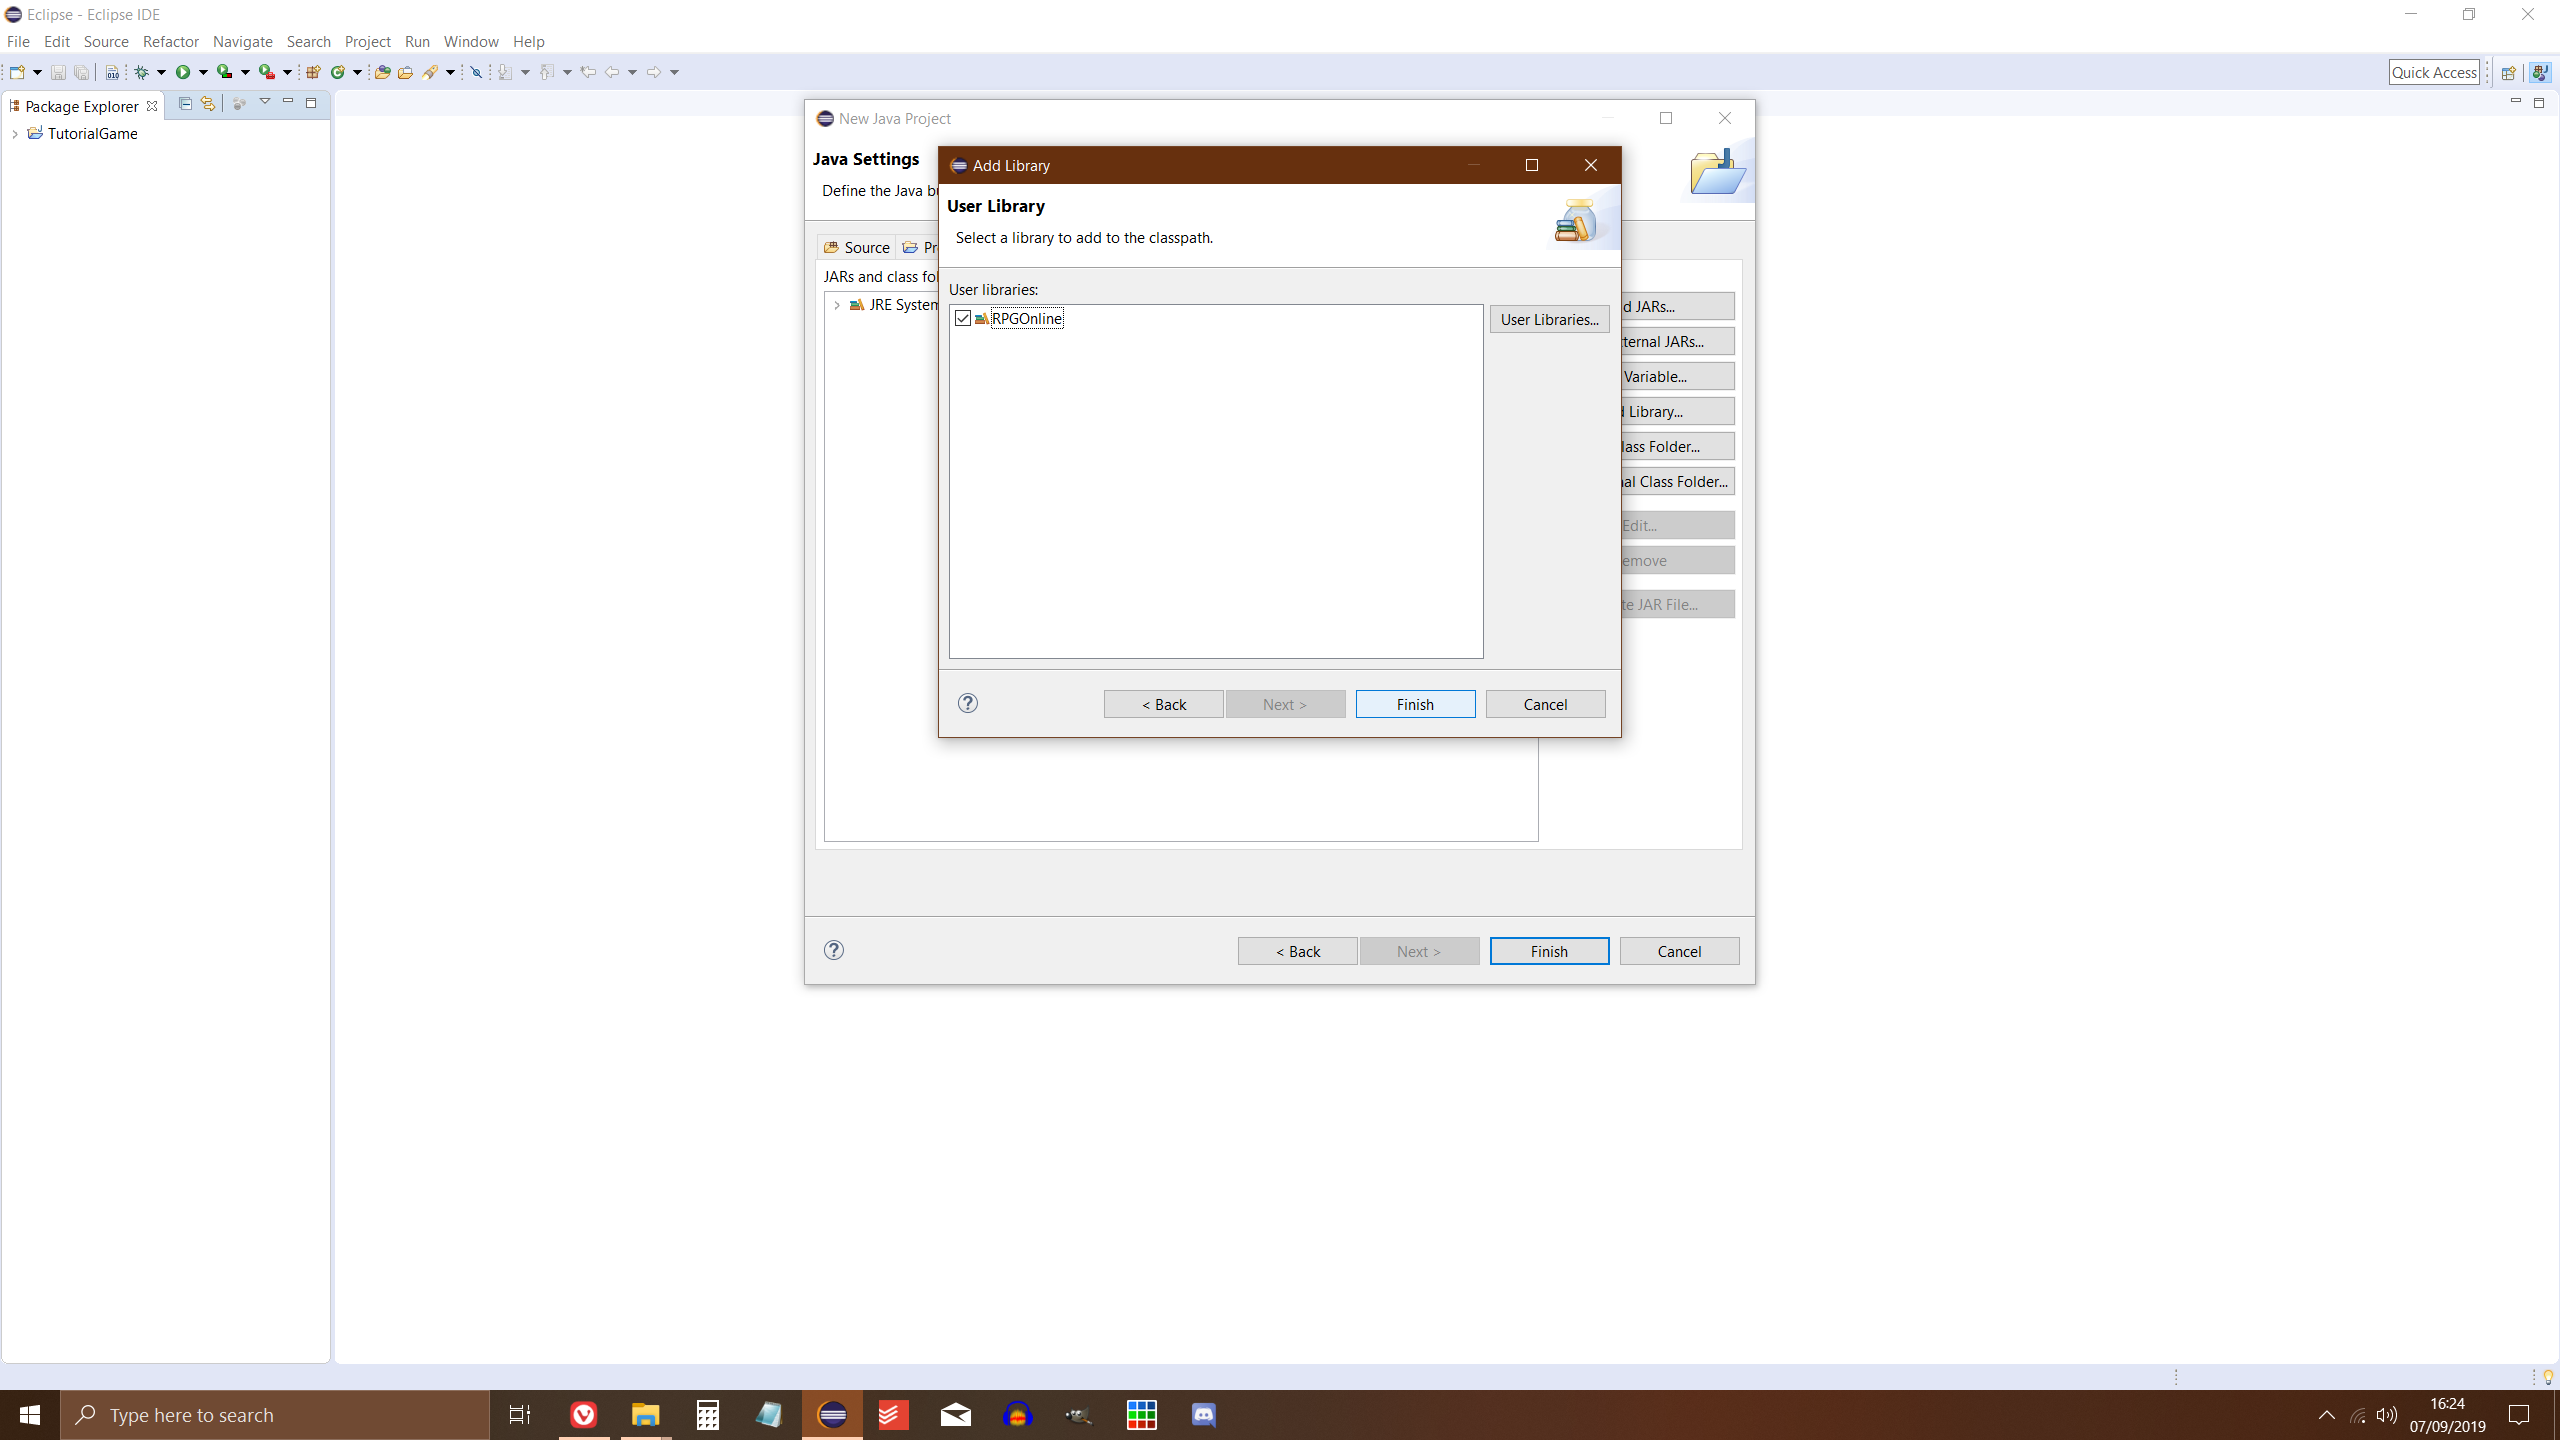 Eclipse - Eclipse IDE
File Edit Source Refactor Navigate Search Project Run Window Help
Quick Access
Package Explorer
TutorialGame
New Java Project
Java Settings
Define the Java
Source
JARs and class
JRE System
d JARs...
ternal JARs...
Variable...
Library...
lass Folder...
al Class Folder...
Edit...
emove
te JAR File...
Add Library
User Library
Select a library to add to the classpath.
User libraries:
RPGOnline
User Libraries...
< Back Next > Finish Cancel
< Back Next > Finish Cancel
Type here to search
16:24
07/09/2019